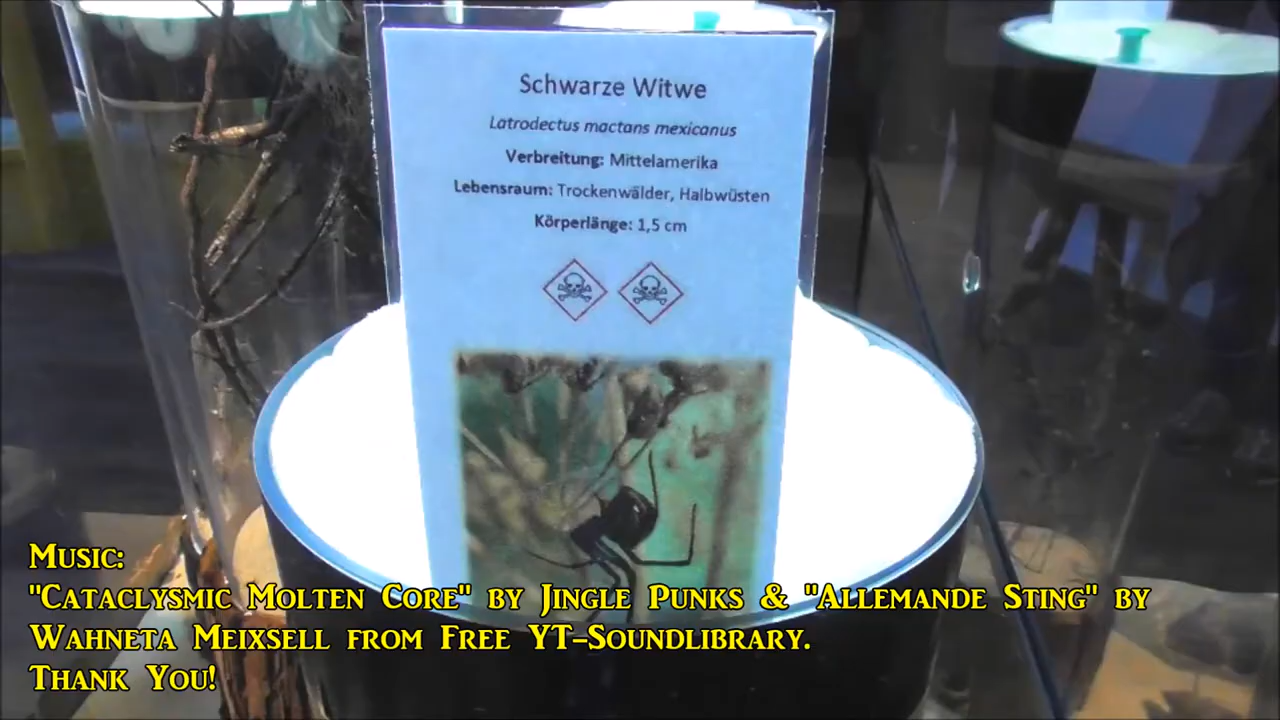 Schwarze Witwe
Latrodectus mactans mexicanus
Verbreitung: Mittelamerika
Lebensraum: Trockenwälder, Halbwüsten
Körperlänge: 1,5 cm
Music:
"Cataclysmic Molten Core" by Jingle Punks & "Allemande Sting" by
Wahneta Meixsell from Free YT-Soundlibrary.
Thank You!